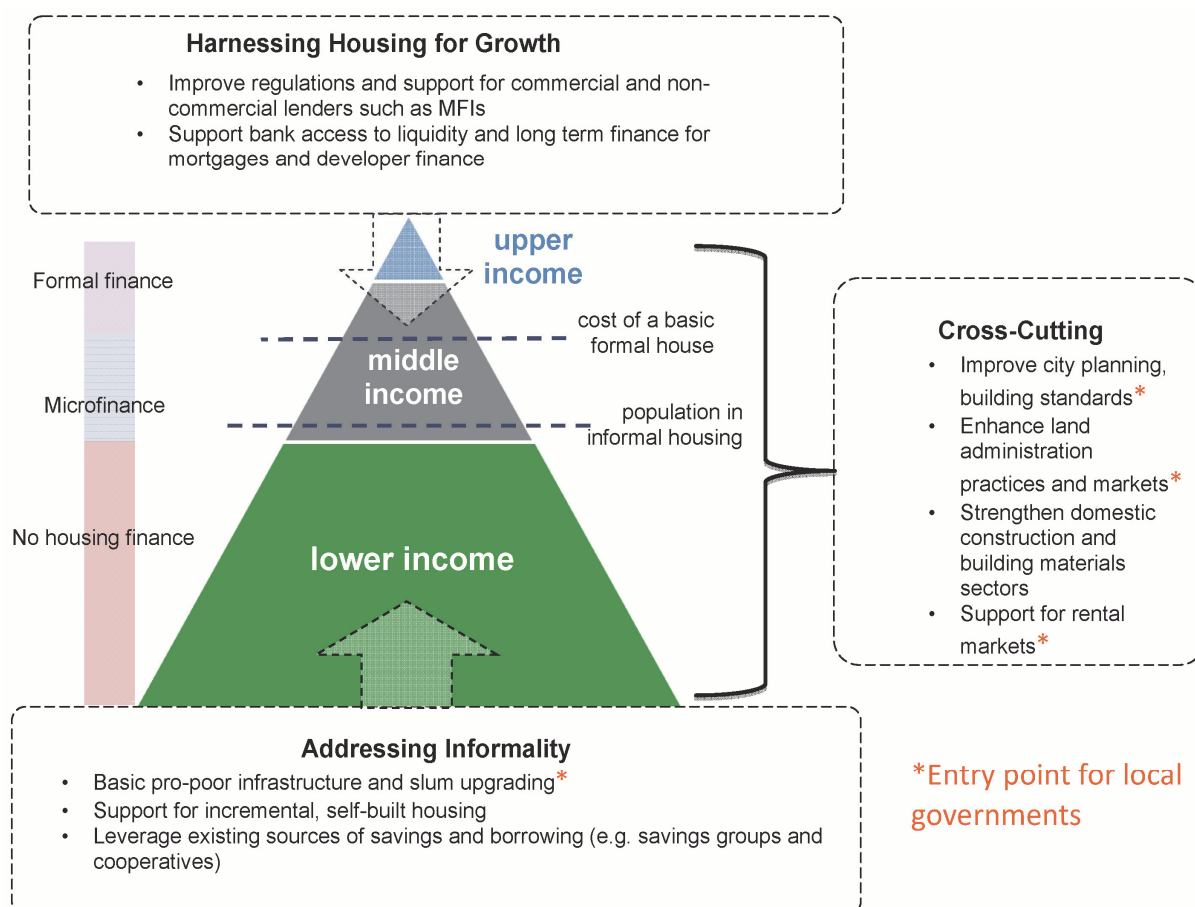 Harnessing Housing for Growth
• Improve regulations and support for commercial and non-
commercial lenders such as MFIs
• Support bank access to liquidity and long term finance for
mortgages and developer finance
upper
income
Formal finance
cost of a basic
formal house
middle
income
Microfinance
population in
informal housing
No housing finance
lower income
Cross-Cutting
• Improve city planning,
building standards*
• Enhance land
administration
practices and markets*
• Strengthen domestic
construction and
building materials
sectors
• Support for rental
markets*
Addressing Informality
• Basic pro-poor infrastructure and slum upgrading*
• Support for incremental, self-built housing
• Leverage existing sources of savings and borrowing (e.g. savings groups and
cooperatives)
*Entry point for local
governments